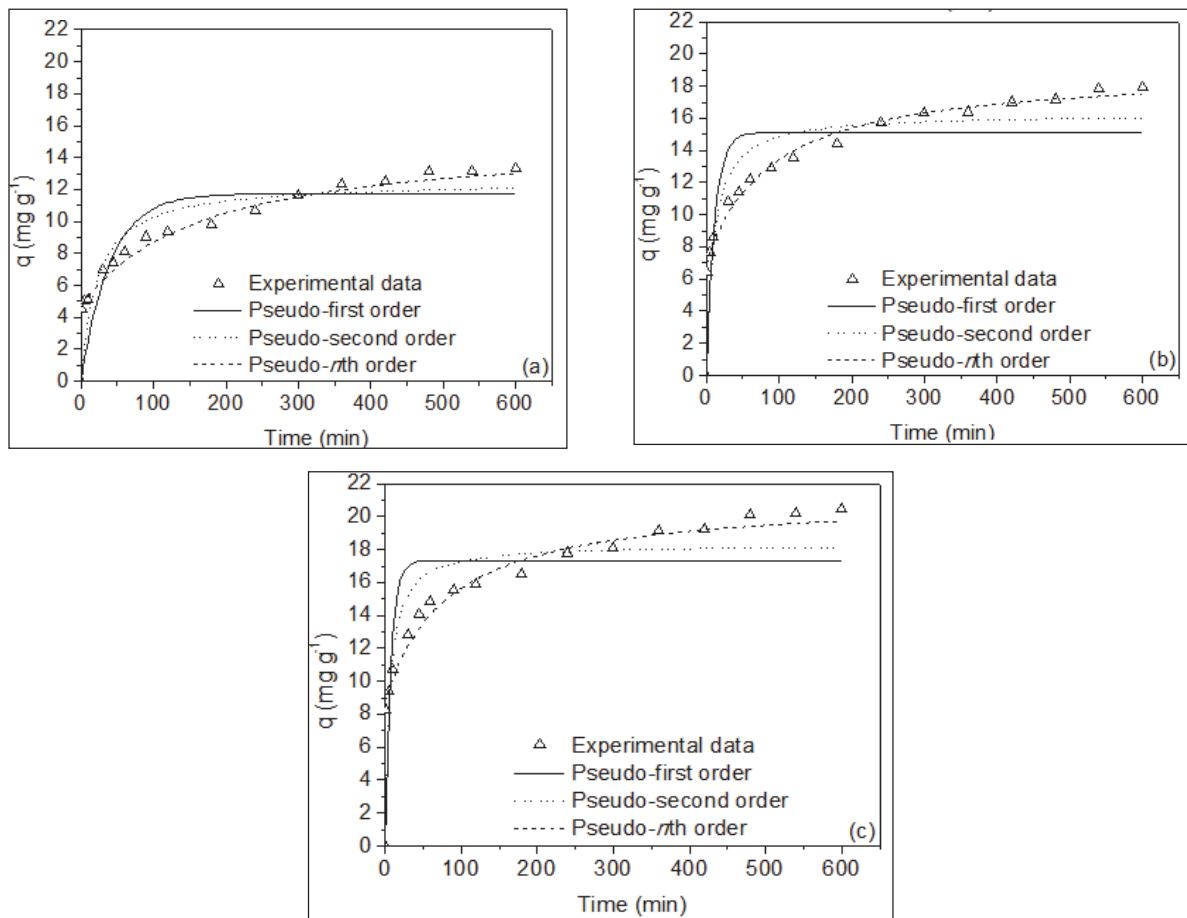 22
20
18
16
14
12
10
8
6
4
2
0
q (mg g⁻¹)
Experimental data
Pseudo-first order
Pseudo-second order
Pseudo-nth order
(a)
0 100 200 300 400 500 600
Time (min)
22
20
18
16
14
12
10
8
6
4
2
0
q (mg g⁻¹)
Experimental data
Pseudo-first order
Pseudo-second order
Pseudo-nth order
(b)
0 100 200 300 400 500 600
Time (min)
22
20
18
16
14
12
10
8
6
4
2
0
q (mg g⁻¹)
Experimental data
Pseudo-first order
Pseudo-second order
Pseudo-nth order
(c)
0 100 200 300 400 500 600
Time (min)